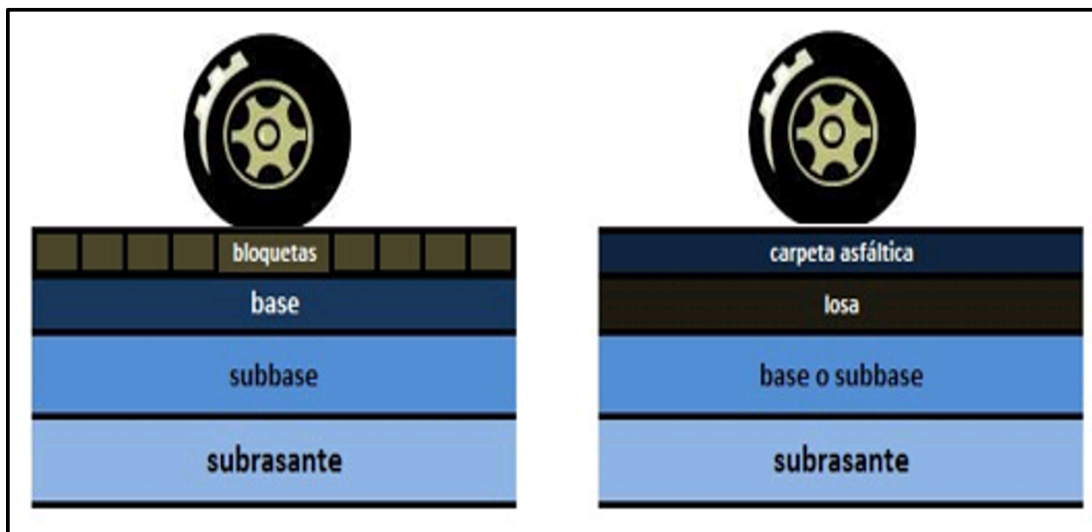 bloquetas
base
subbase
subrasante
carpeta asfáltica
losa
base o subbase
subrasante